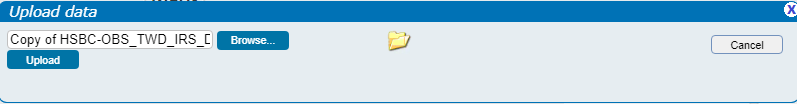 Upload data
X
Copy of HSBC-OBS_TWD_IRS_D Browse... Cancel
Upload